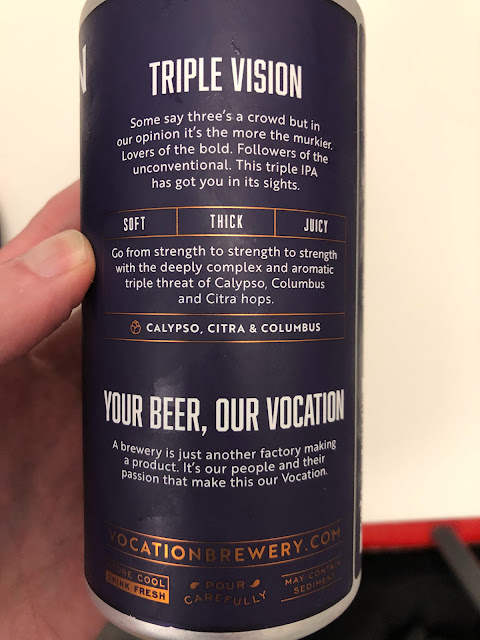 N
TRIPLE VISION
Some say three's a crowd but in
our opinion it's the more the murkier.
Lovers of the bold. Followers of the
unconventional. This triple IPA
has got you in its sights.
SOFT THICK JUICY
Go from strength to strength to strength
with the deeply complex and aromatic
triple threat of Calypso, Columbus
and Citra hops.
CALYPSO, CITRA & COLUMBUS
YOUR BEER, OUR VOCATION
A brewery is just another factory making
a product. It's our people and their
passion that make this our Vocation.
VOCATIONBREWERY.COM
STORE COOL
DRINK FRESH
POUR
CAREFULLY
MAY CONTAIN
SEDIMENT